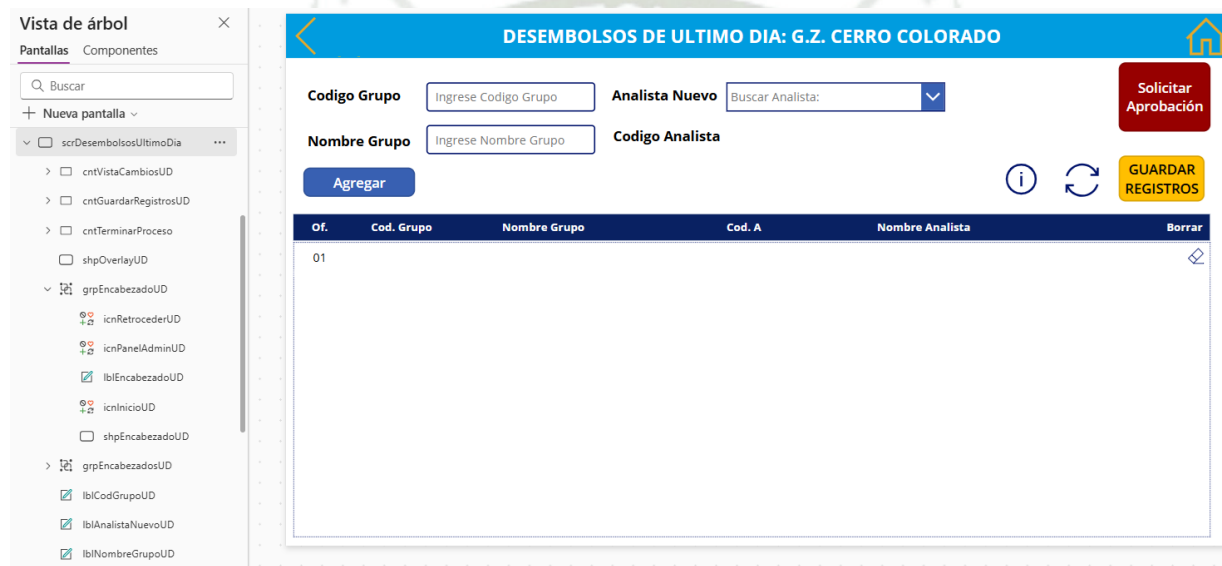 Vista de árbol
Pantallas Componentes
Buscar
Nueva pantalla
scrDesembolsosUltimoDia
cntVistaCambiosUD
cntGuardarRegistrosUD
cntTerminarProceso
shpOverlayUD
grpEncabezadoUD
icnRetrocederUD
icnPanelAdminUD
lblEncabezadoUD
icnInicioUD
shpEncabezadoUD
grpEncabezadosUD
lblCodGrupoUD
lblAnalistaNuevoUD
lblNombreGrupoUD
DESEMBOLSOS DE ULTIMO DIA: G.Z. CERRO COLORADO
Codigo Grupo Ingrese Codigo Grupo Analista Nuevo Buscar Analista:
Solicitar
Aprobación
Nombre Grupo Ingrese Nombre Grupo Codigo Analista
Agregar
GUARDAR
REGISTROS
Of. Cod. Grupo Nombre Grupo Cod. A Nombre Analista Borrar
01